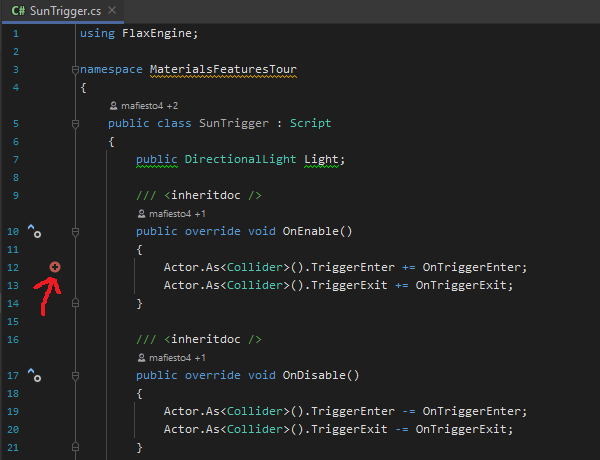 C# SunTrigger.cs ×
1 using FlaxEngine;
2
3 namespace MaterialsFeaturesTour
4 {
mafiesto4 +2
5 public class SunTrigger : Script
6 {
7 public DirectionalLight Light;
8
9 /// <inheritdoc />
mafiesto4 +1
10 public override void OnEnable()
11 {
12 Actor.As<Collider>().TriggerEnter += OnTriggerEnter;
13 Actor.As<Collider>().TriggerExit += OnTriggerExit;
14 }
15
16 /// <inheritdoc />
mafiesto4 +1
17 public override void OnDisable()
18 {
19 Actor.As<Collider>().TriggerEnter -= OnTriggerEnter;
20 Actor.As<Collider>().TriggerExit -= OnTriggerExit;
21 }